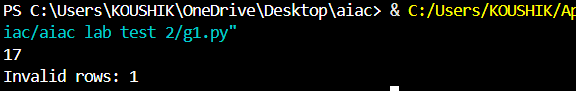 PS C:\Users\KOUSHIK\OneDrive\Desktop\aiac> & C:/Users/KOUSHIK/Ap
iac/aiac lab test 2/g1.py"
17
Invalid rows: 1